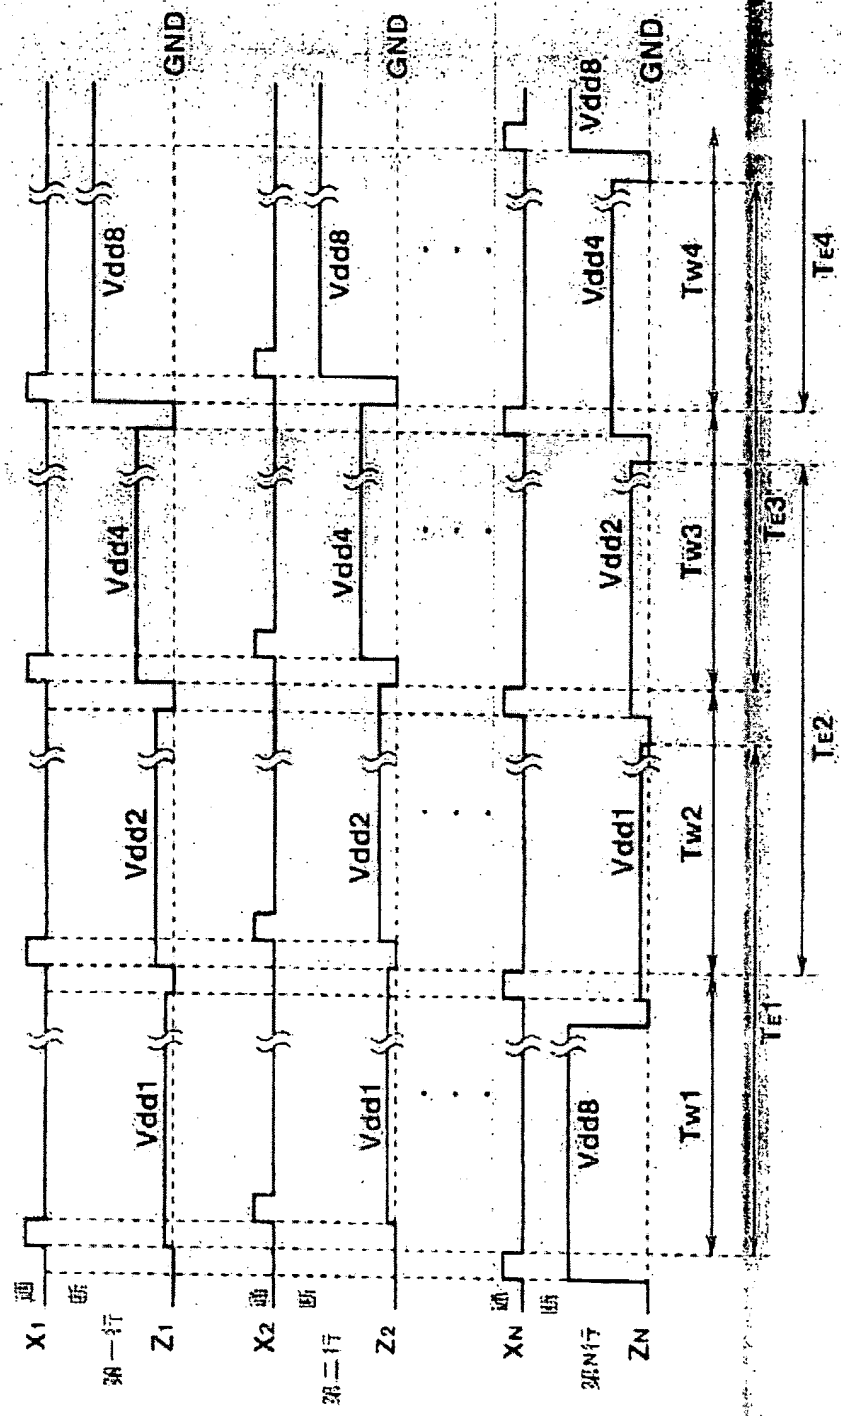 X1 通
断
第一行
Z1 Vdd1 Vdd2 Vdd4 Vdd8 GND
X2 通
断
第二行
Z2 Vdd1 Vdd2 Vdd4 Vdd8 GND
· · · · · · · · · · · ·
XN 通
断
第N行
ZN Vdd8 Vdd1 Vdd2 Vdd4 Vdd8 GND
TW1 TW2 TW3 TW4
TE1 TE3
TE2 TE4